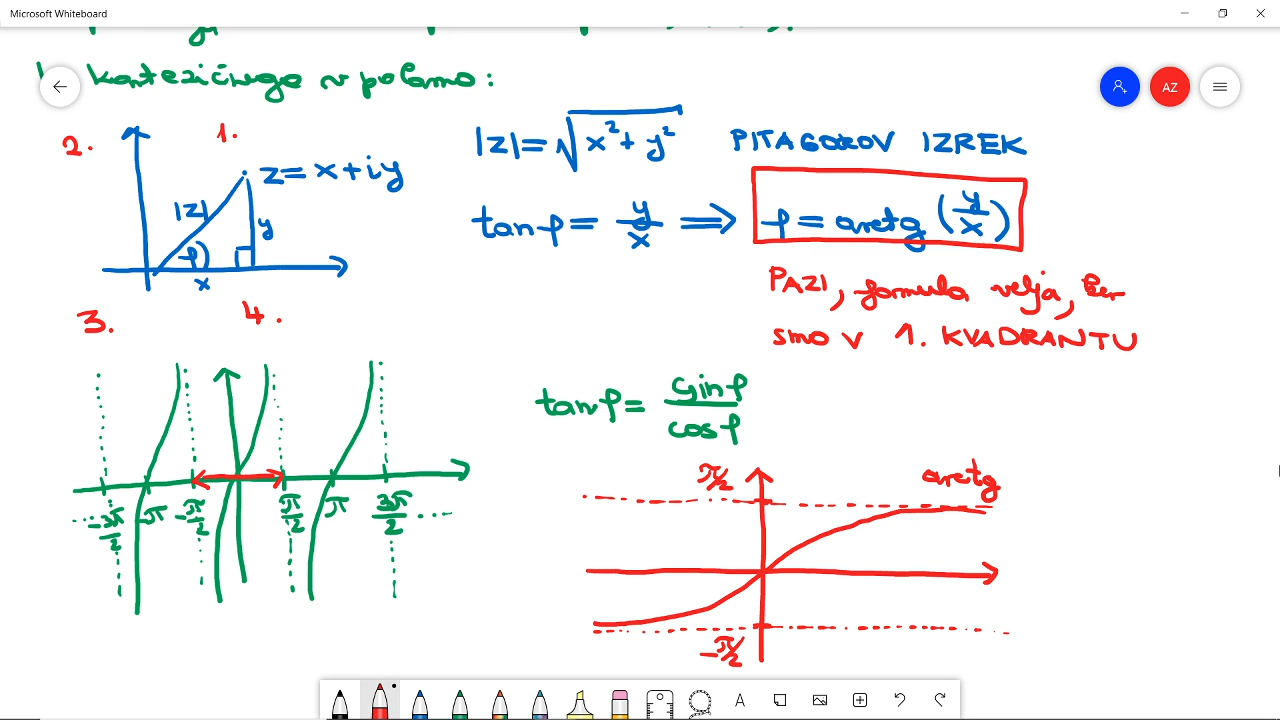 Microsoft Whiteboard
kartezičnega v polarno:
AZ
2.
1.
z = x + iy
|z|
y
φ
x
|z| = √x² + y²
PITAGOROV IZREK
tan φ = y/x ⇒ φ = arctg (y/x)
PAZI, formula velja, ker
smo v 1. KVADRANTU
3.
4.
tan φ = sin φ / cos φ
-3π/2 -π -π/2 π/2 π 3π/2
π/2
arctg
-π/2
A